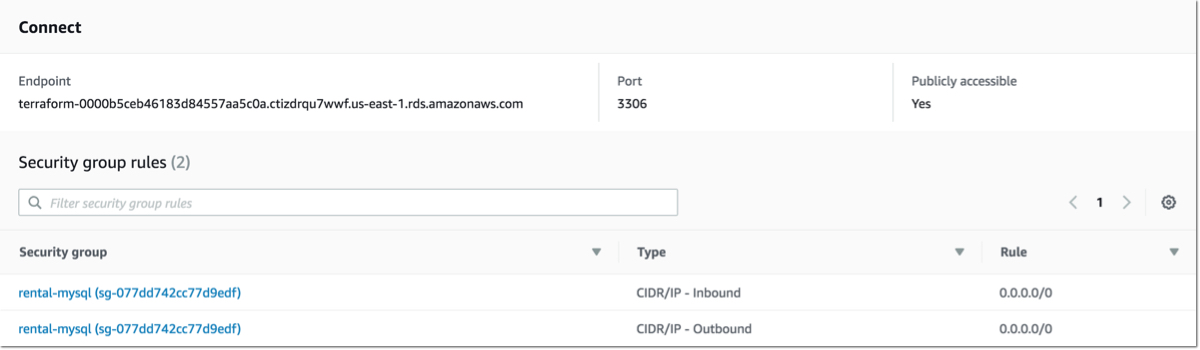 Connect
Endpoint
terraform-0000b5ceb46183d84557aa5c0a.ctizdrqu7wwf.us-east-1.rds.amazonaws.com
Port
3306
Publicly accessible
Yes
Security group rules (2)
Filter security group rules
1
Security group Type Rule
rental-mysql (sg-077dd742cc77d9edf) CIDR/IP - Inbound 0.0.0.0/0
rental-mysql (sg-077dd742cc77d9edf) CIDR/IP - Outbound 0.0.0.0/0